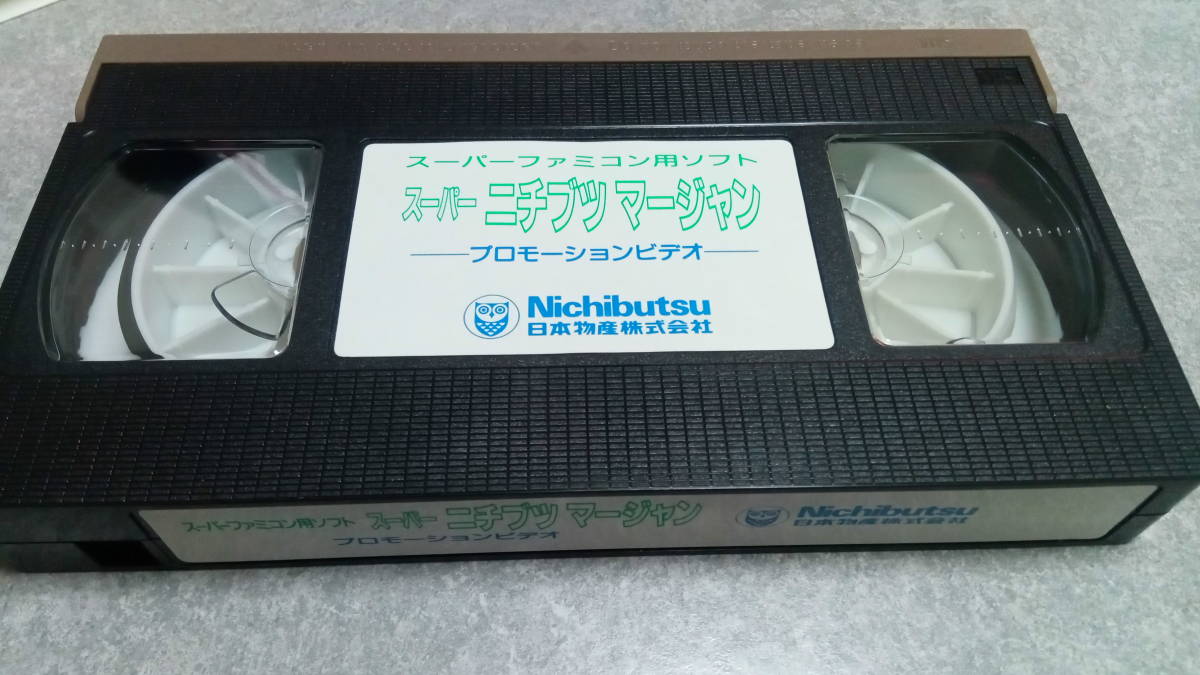 スーパーファミコン用ソフト
スーパー ニチブツ マージャン
プロモーションビデオ
Nichibutsu
日本物産株式会社
スーパーファミコン用ソフト スーパー ニチブツ マージャン
プロモーションビデオ
Nichibutsu
日本物産株式会社